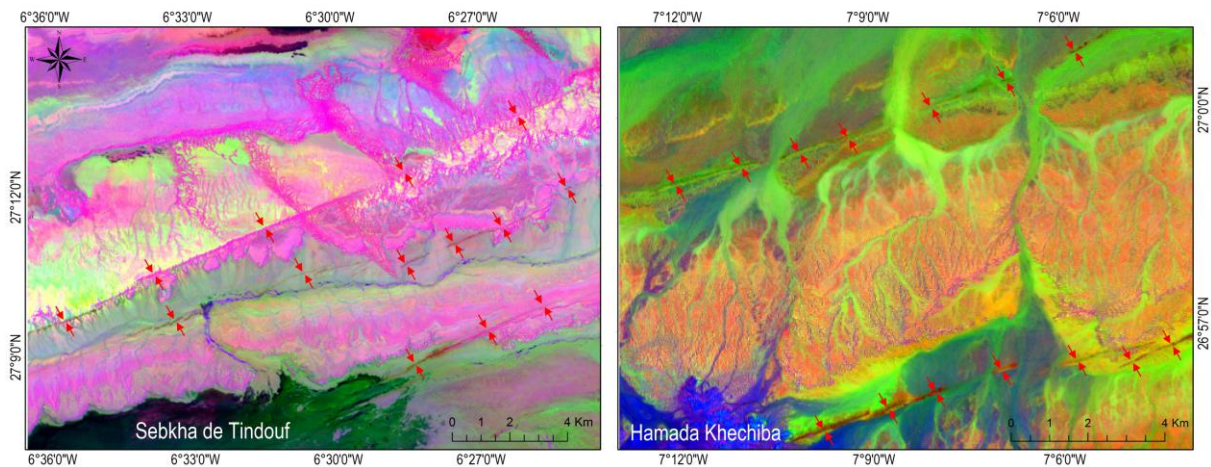 6°36'0"W 6°33'0"W 6°30'0"W 6°27'0"W
N
W E
S
27°12'0"N
27°9'0"N
Sebkha de Tindouf
0 1 2 4 Km
6°36'0"W 6°33'0"W 6°30'0"W 6°27'0"W
7°12'0"W 7°9'0"W 7°6'0"W
27°0'0"N
26°57'0"N
Hamada Khechiba
0 1 2 4 Km
7°12'0"W 7°9'0"W 7°6'0"W